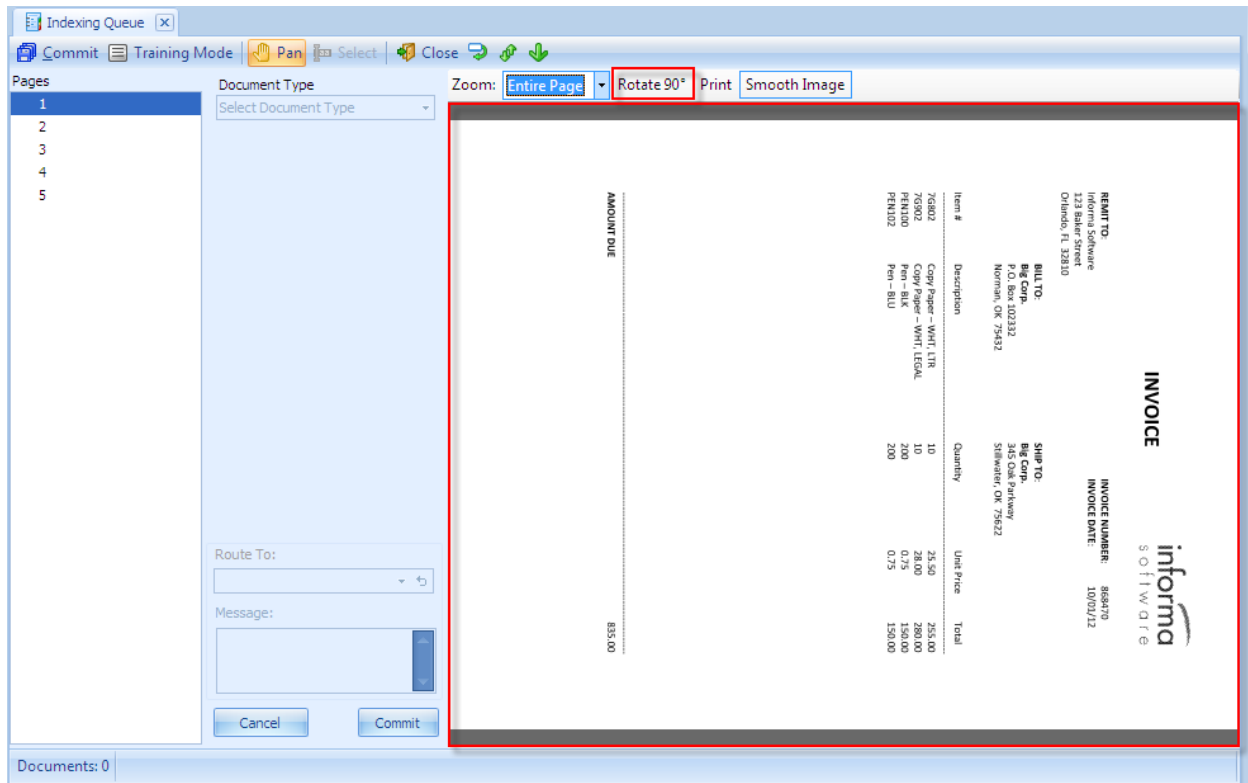 Indexing Queue
Commit Training Mode Pan Select Close
Pages
1
2
3
4
5
Document Type
Select Document Type
Route To:
Message:
Cancel Commit
Zoom: Entire Page Rotate 90° Print Smooth Image
informa
software
INVOICE
INVOICE NUMBER: 868470
INVOICE DATE: 10/01/12
REMIT TO:
Informa Software
123 Baker Street
Orlando, FL 32810
BILL TO:
Big Corp.
P.O. Box 102332
Norman, OK 75432
SHIP TO:
Big Corp.
345 Oak Parkway
Stillwater, OK 75622
Item # Description Quantity Unit Price Total
7G802 Copy Paper – WHT, LTR 10 25.50 255.00
7G902 Copy Paper – WHT, LEGAL 10 28.00 280.00
PEN100 Pen – BLK 200 0.75 150.00
PEN102 Pen – BLU 200 0.75 150.00
AMOUNT DUE 835.00
Documents: 0